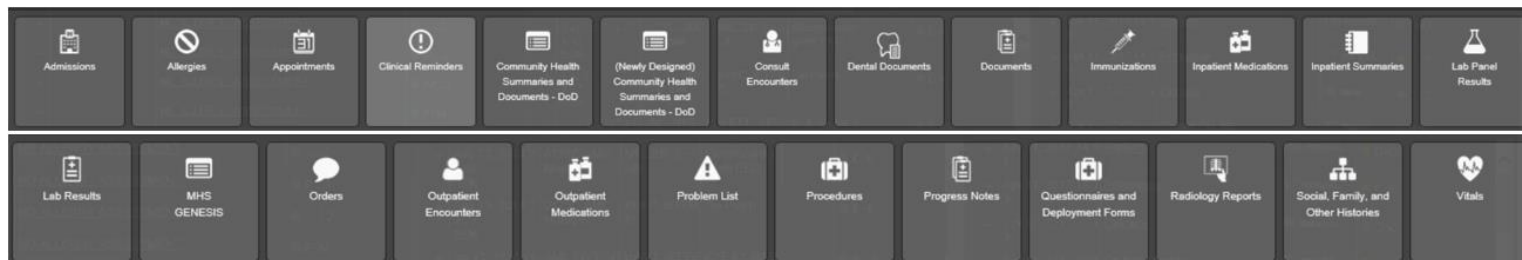 Admissions
Allergies
31
Appointments
Clinical Reminders
Community Health
Summaries and
Documents - DoD
(Newly Designed)
Community Health
Summaries and
Documents - DoD
Consult
Encounters
Dental Documents
Documents
Immunizations
Inpatient Medications
Inpatient Summaries
Lab Panel
Results
Lab Results
MHS
GENESIS
Orders
Outpatient
Encounters
Outpatient
Medications
Problem List
Procedures
Progress Notes
Questionnaires and
Deployment Forms
Radiology Reports
Social, Family, and
Other Histories
Vitals